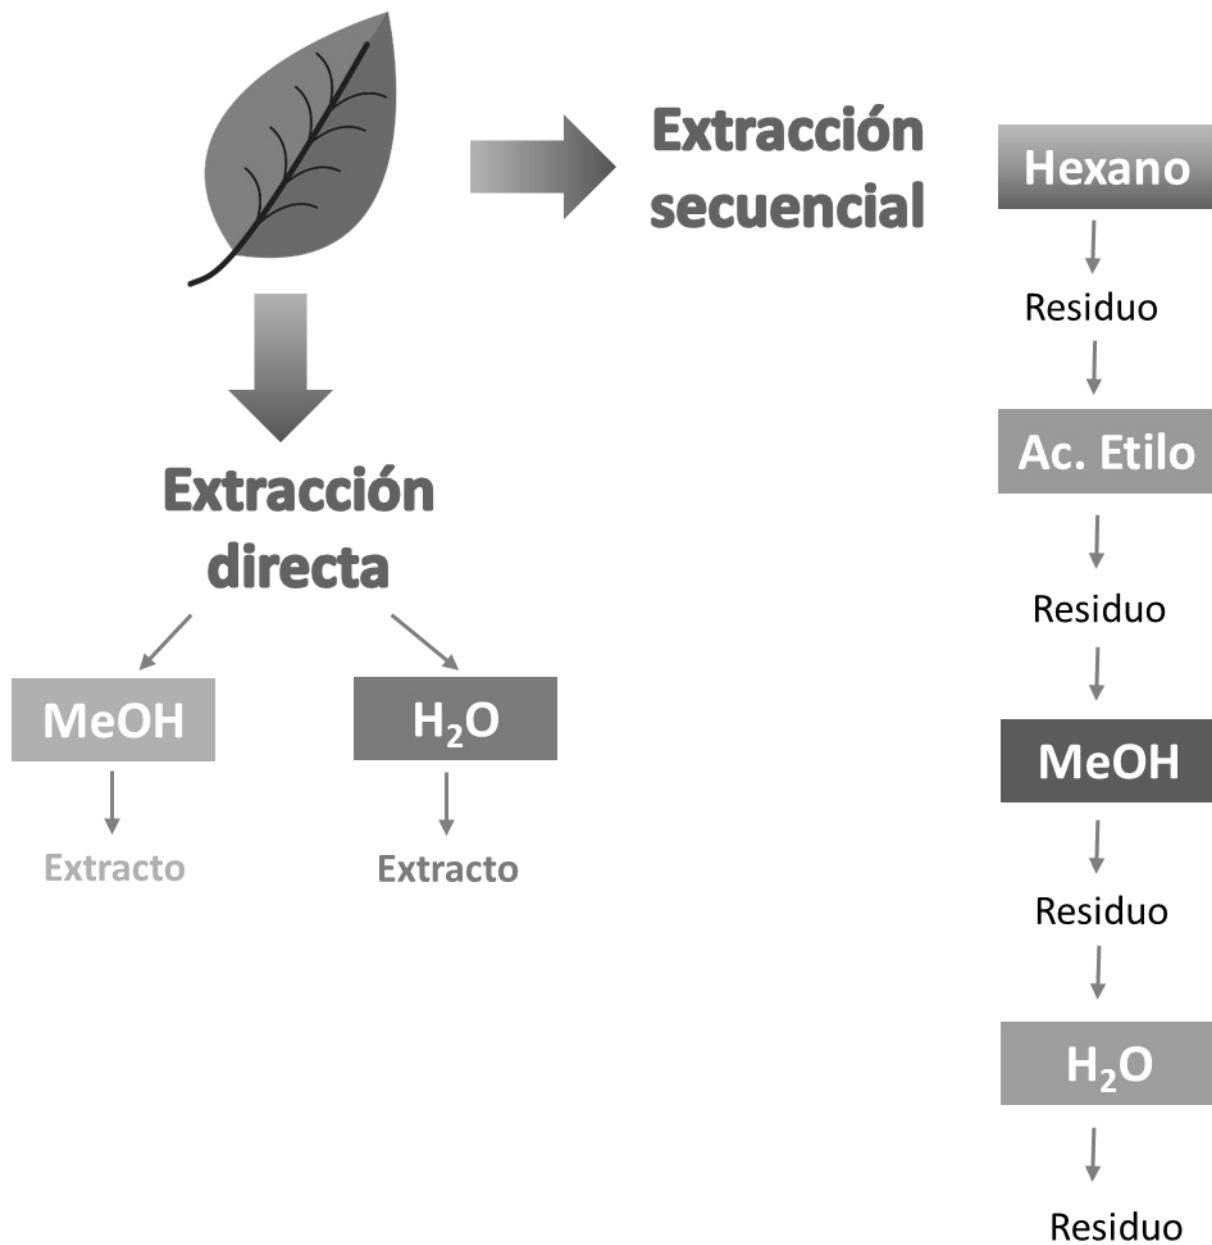 Extracción
secuencial
Hexano
Residuo
Ac. Etilo
Residuo
MeOH
Residuo
H₂O
Residuo
Extracción
directa
MeOH
H₂O
Extracto
Extracto